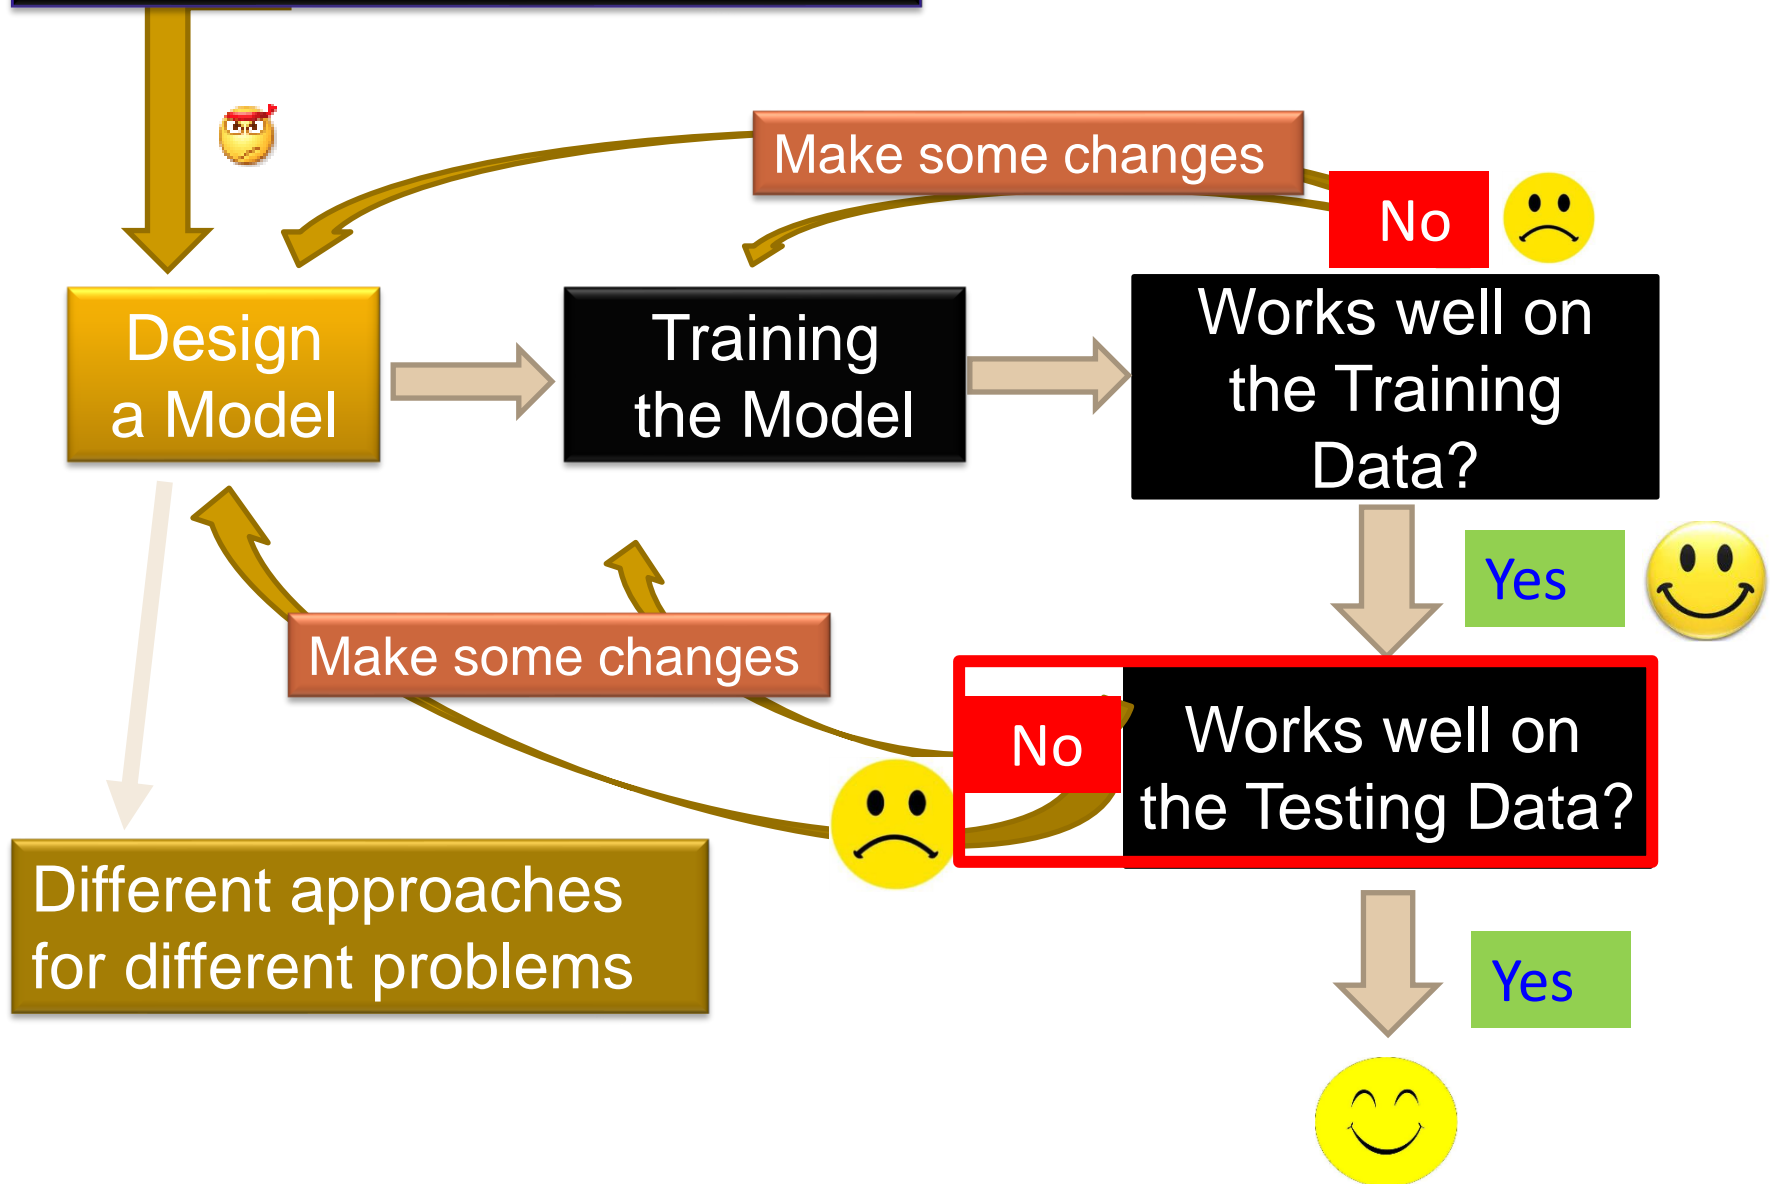 Make some changes
No
Design
a Model
Training
the Model
Works well on
the Training
Data?
Yes
Make some changes
No
Works well on
the Testing Data?
Different approaches
for different problems
Yes